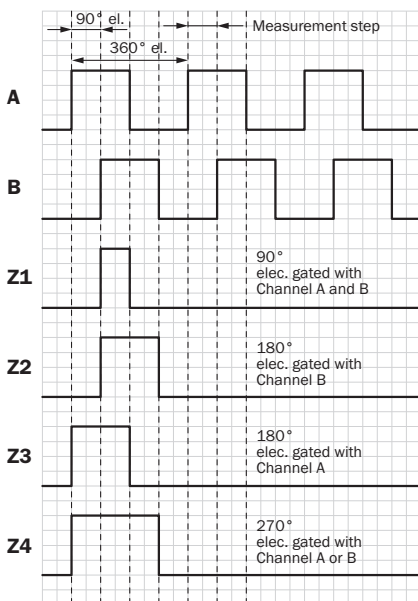 90° el.
Measurement step
360° el.
A
B
Z1
90°
elec. gated with
Channel A and B
Z2
180°
elec. gated with
Channel B
Z3
180°
elec. gated with
Channel A
Z4
270°
elec. gated with
Channel A or B